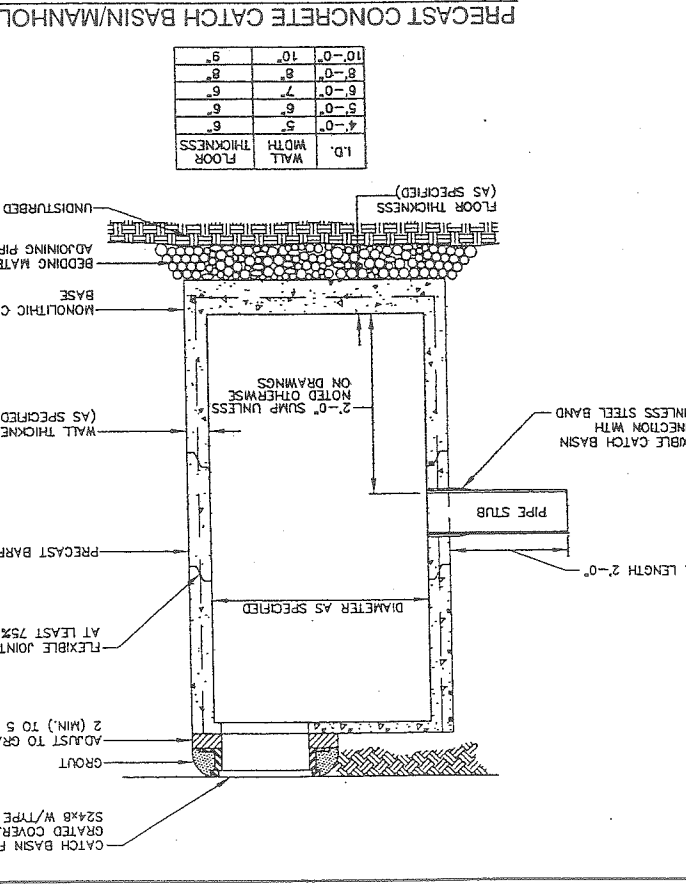 CATCH BASIN F
GRATED COVER,
S24x8 W/TYPE
GROUT
ADJUST TO GRA
2 (MIN.) TO 5
FLEXIBLE JOINT
AT LEAST 75%
DIAMETER AS SPECIFIED
LENGTH 2'-0"
PRECAST BARR
PIPE STUB
IBLE CATCH BASIN
NECTION WITH
INLESS STEEL BAND
WALL THICKNE
(AS SPECIFIED
2'-0" SUMP UNLESS
NOTED OTHERWISE
ON DRAWINGS
MONOLITHIC C
BASE
BEDDING MATE
ADJOINING PIP
UNDISTURBED
FLOOR THICKNESS
(AS SPECIFIED)
I.D. WALL WIDTH FLOOR THICKNESS
4'-0" 5" 6"
5'-0" 6" 6"
6'-0" 7" 6"
8'-0" 8" 8"
10'-0" 10" 9"
PRECAST CONCRETE CATCH BASIN/MANHOL